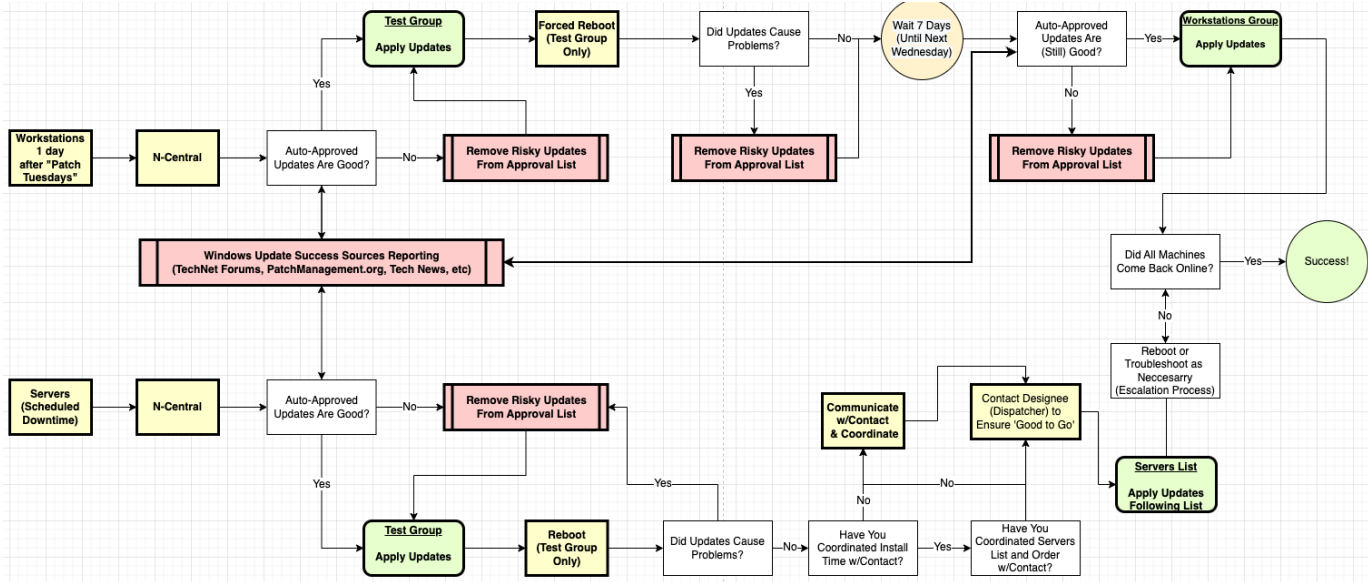 Test Group
Apply Updates
Forced Reboot
(Test Group
Only)
Did Updates Cause
Problems?
No
Wait 7 Days
(Until Next
Wednesday)
Auto-Approved
Updates Are
(Still) Good?
Yes
Workstations Group
Apply Updates
Yes
Yes
No
Workstations
1 day
after "Patch
Tuesdays"
N-Central
Auto-Approved
Updates Are Good?
No
Remove Risky Updates
From Approval List
Remove Risky Updates
From Approval List
Remove Risky Updates
From Approval List
Windows Update Success Sources Reporting
(TechNet Forums, PatchManagement.org, Tech News, etc)
Did All Machines
Come Back Online?
Yes
Success!
No
Reboot or
Troubleshoot as
Neccesarry
(Escalation Process)
Servers
(Scheduled
Downtime)
N-Central
Auto-Approved
Updates Are Good?
No
Remove Risky Updates
From Approval List
Communicate
w/Contact
& Coordinate
Contact Designee
(Dispatcher) to
Ensure 'Good to Go'
Yes
Yes
No
No
Servers List
Apply Updates
Following List
Test Group
Apply Updates
Reboot
(Test Group
Only)
Did Updates Cause
Problems?
No
Have You
Coordinated Install
Time w/Contact?
Yes
Have You
Coordinated Servers
List and Order
w/Contact?